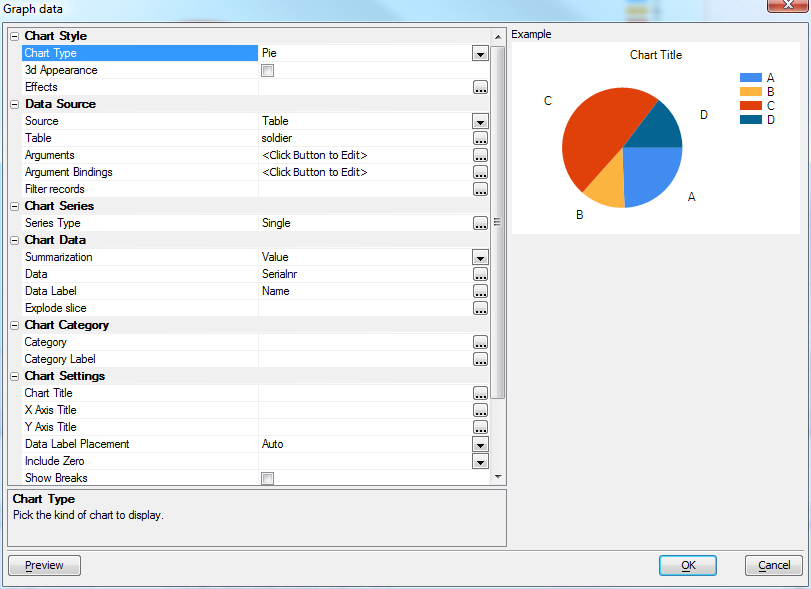 Graph data
Chart Style
Chart Type Pie
3d Appearance
Effects
Data Source
Source Table
Table soldier
Arguments <Click Button to Edit>
Argument Bindings <Click Button to Edit>
Filter records
Chart Series
Series Type Single
Chart Data
Summarization Value
Data Serialnr
Data Label Name
Explode slice
Chart Category
Category
Category Label
Chart Settings
Chart Title
X Axis Title
Y Axis Title
Data Label Placement Auto
Include Zero
Show Breaks
Chart Type
Pick the kind of chart to display.
Example
Chart Title
A
B
C
D
C
D
A
B
Preview
OK
Cancel